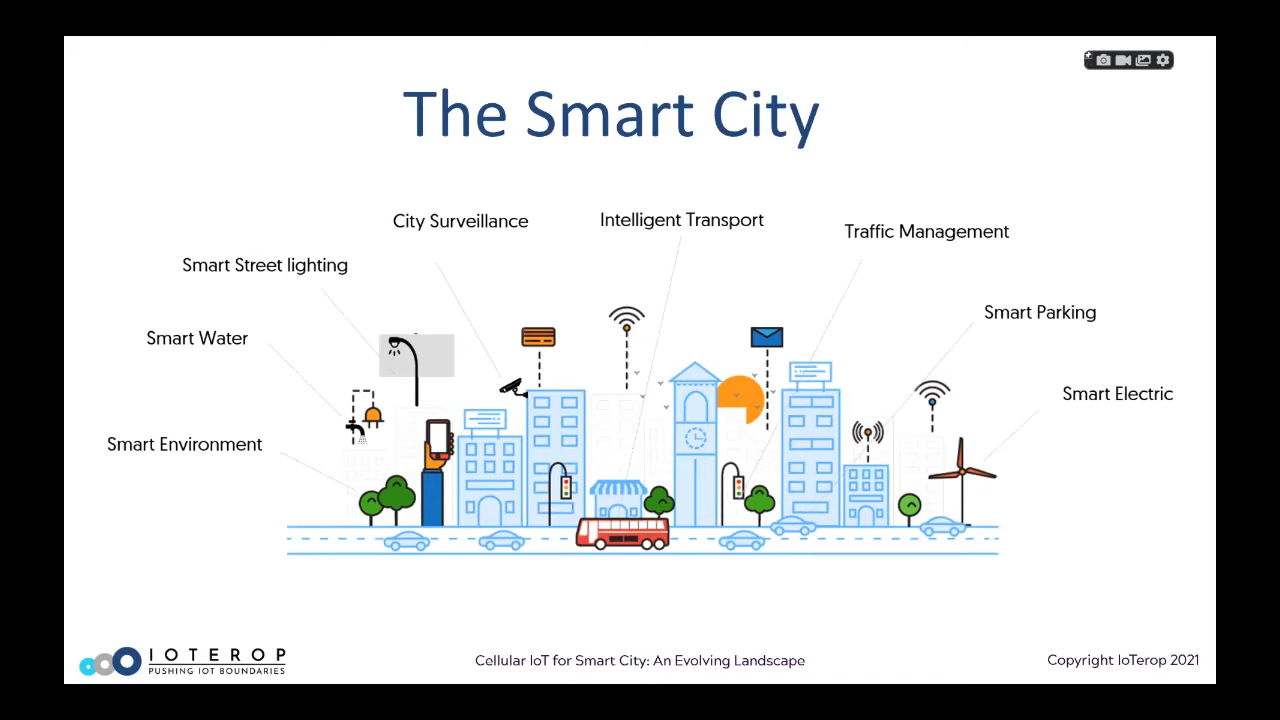 The Smart City
City Surveillance
Intelligent Transport
Traffic Management
Smart Street lighting
Smart Parking
Smart Water
Smart Electric
Smart Environment
IOTEROP
PUSHING IOT BOUNDARIES
Cellular IoT for Smart City: An Evolving Landscape
Copyright IoTerop 2021